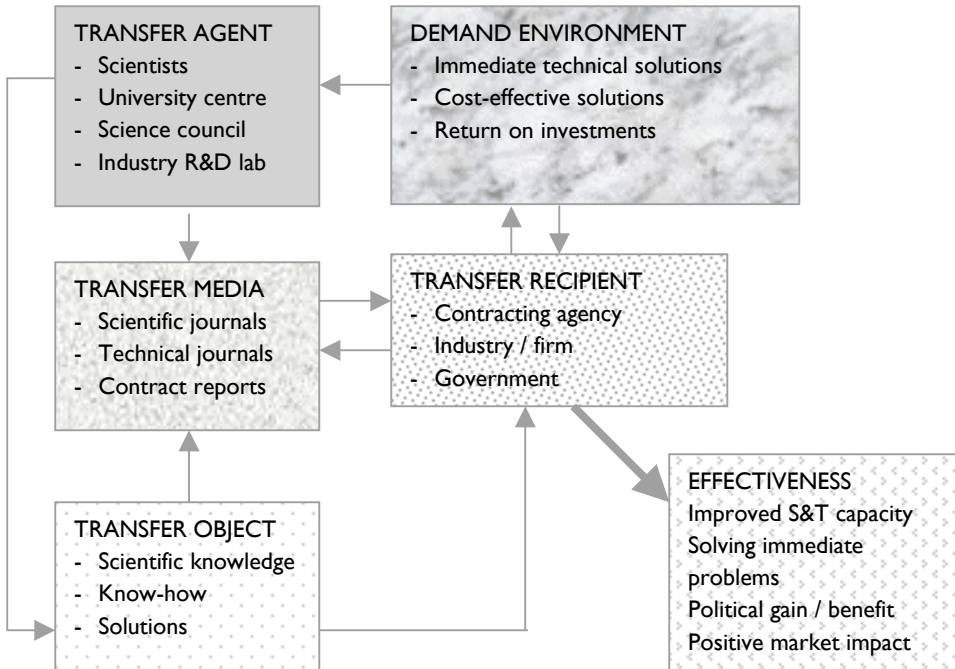 TRANSFER AGENT
- Scientists
- University centre
- Science council
- Industry R&D lab
DEMAND ENVIRONMENT
- Immediate technical solutions
- Cost-effective solutions
- Return on investments
TRANSFER MEDIA
- Scientific journals
- Technical journals
- Contract reports
TRANSFER RECIPIENT
- Contracting agency
- Industry / firm
- Government
TRANSFER OBJECT
- Scientific knowledge
- Know-how
- Solutions
EFFECTIVENESS
Improved S&T capacity
Solving immediate
problems
Political gain / benefit
Positive market impact